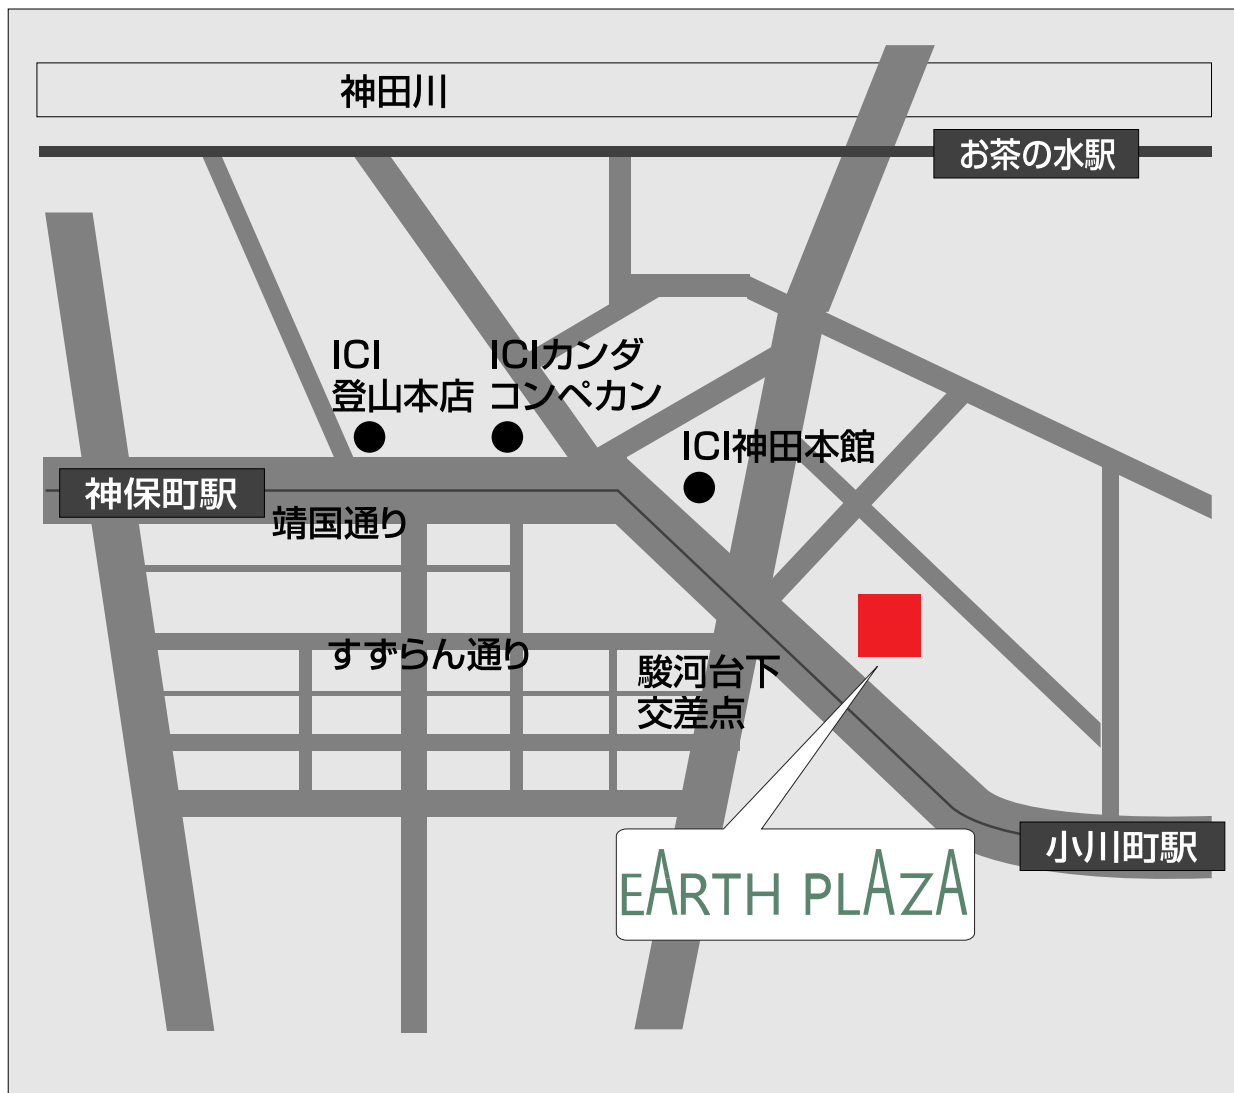 神田川
お茶の水駅
ICI
登山本店
ICIカンダ
コンペカン
ICI神田本館
神保町駅
靖国通り
すずらん通り
駿河台下
交差点
小川町駅
EARTH PLAZA